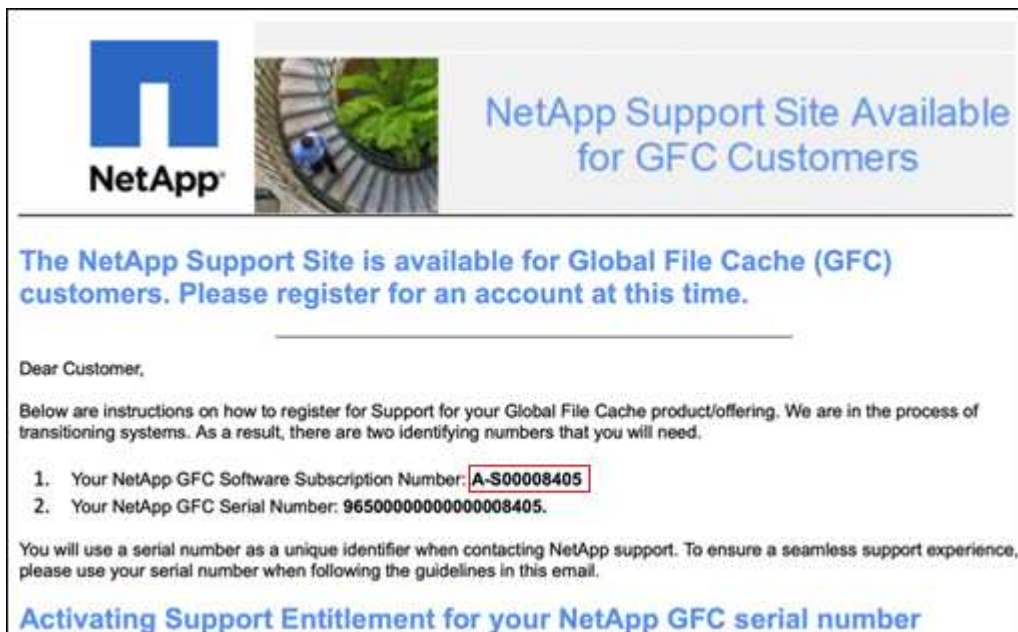 NetApp
NetApp Support Site Available
for GFC Customers
The NetApp Support Site is available for Global File Cache (GFC)
customers. Please register for an account at this time.
Dear Customer,
Below are instructions on how to register for Support for your Global File Cache product/offering. We are in the process of
transitioning systems. As a result, there are two identifying numbers that you will need.
1. Your NetApp GFC Software Subscription Number: A-S00008405
2. Your NetApp GFC Serial Number: 96500000000000008405.
You will use a serial number as a unique identifier when contacting NetApp support. To ensure a seamless support experience,
please use your serial number when following the guidelines in this email.
Activating Support Entitlement for your NetApp GFC serial number